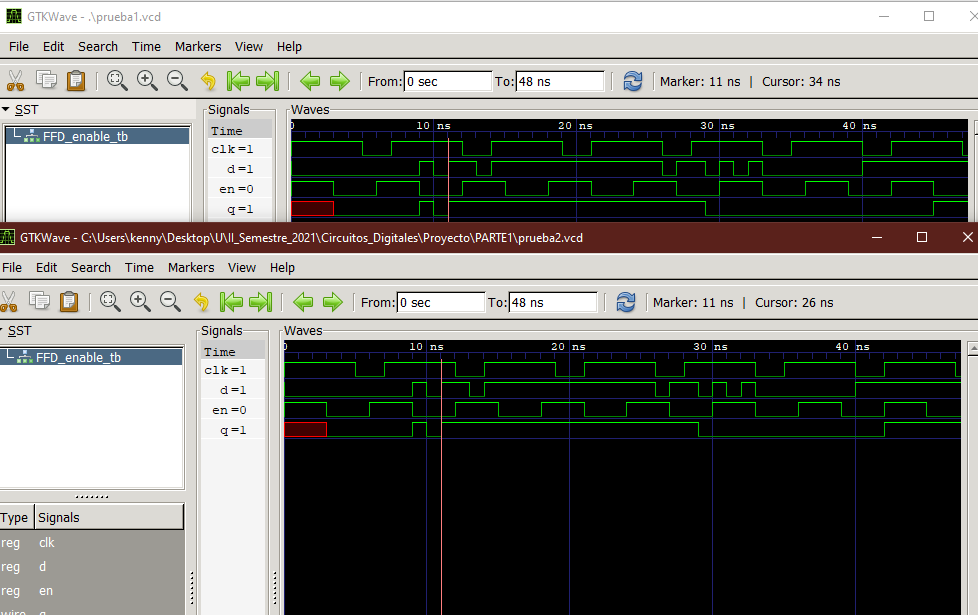 GTKWave - .\prueba1.vcd
File Edit Search Time Markers View Help
From: 0 sec To: 48 ns Marker: 11 ns | Cursor: 34 ns
SST
FFD_enable_tb
Signals
Time
clk=1
d=1
en=0
q=1
Waves
0 10 ns 20 ns 30 ns 40 ns
GTKWave - C:\Users\kenny\Desktop\U\II_Semestre_2021\Circuitos_Digitales\Proyecto\PARTE1\prueba2.vcd
File Edit Search Time Markers View Help
From: 0 sec To: 48 ns Marker: 11 ns | Cursor: 26 ns
SST
FFD_enable_tb
Type Signals
reg clk
reg d
reg en
wire q
Signals
Time
clk=1
d=1
en=0
q=1
Waves
0 10 ns 20 ns 30 ns 40 ns